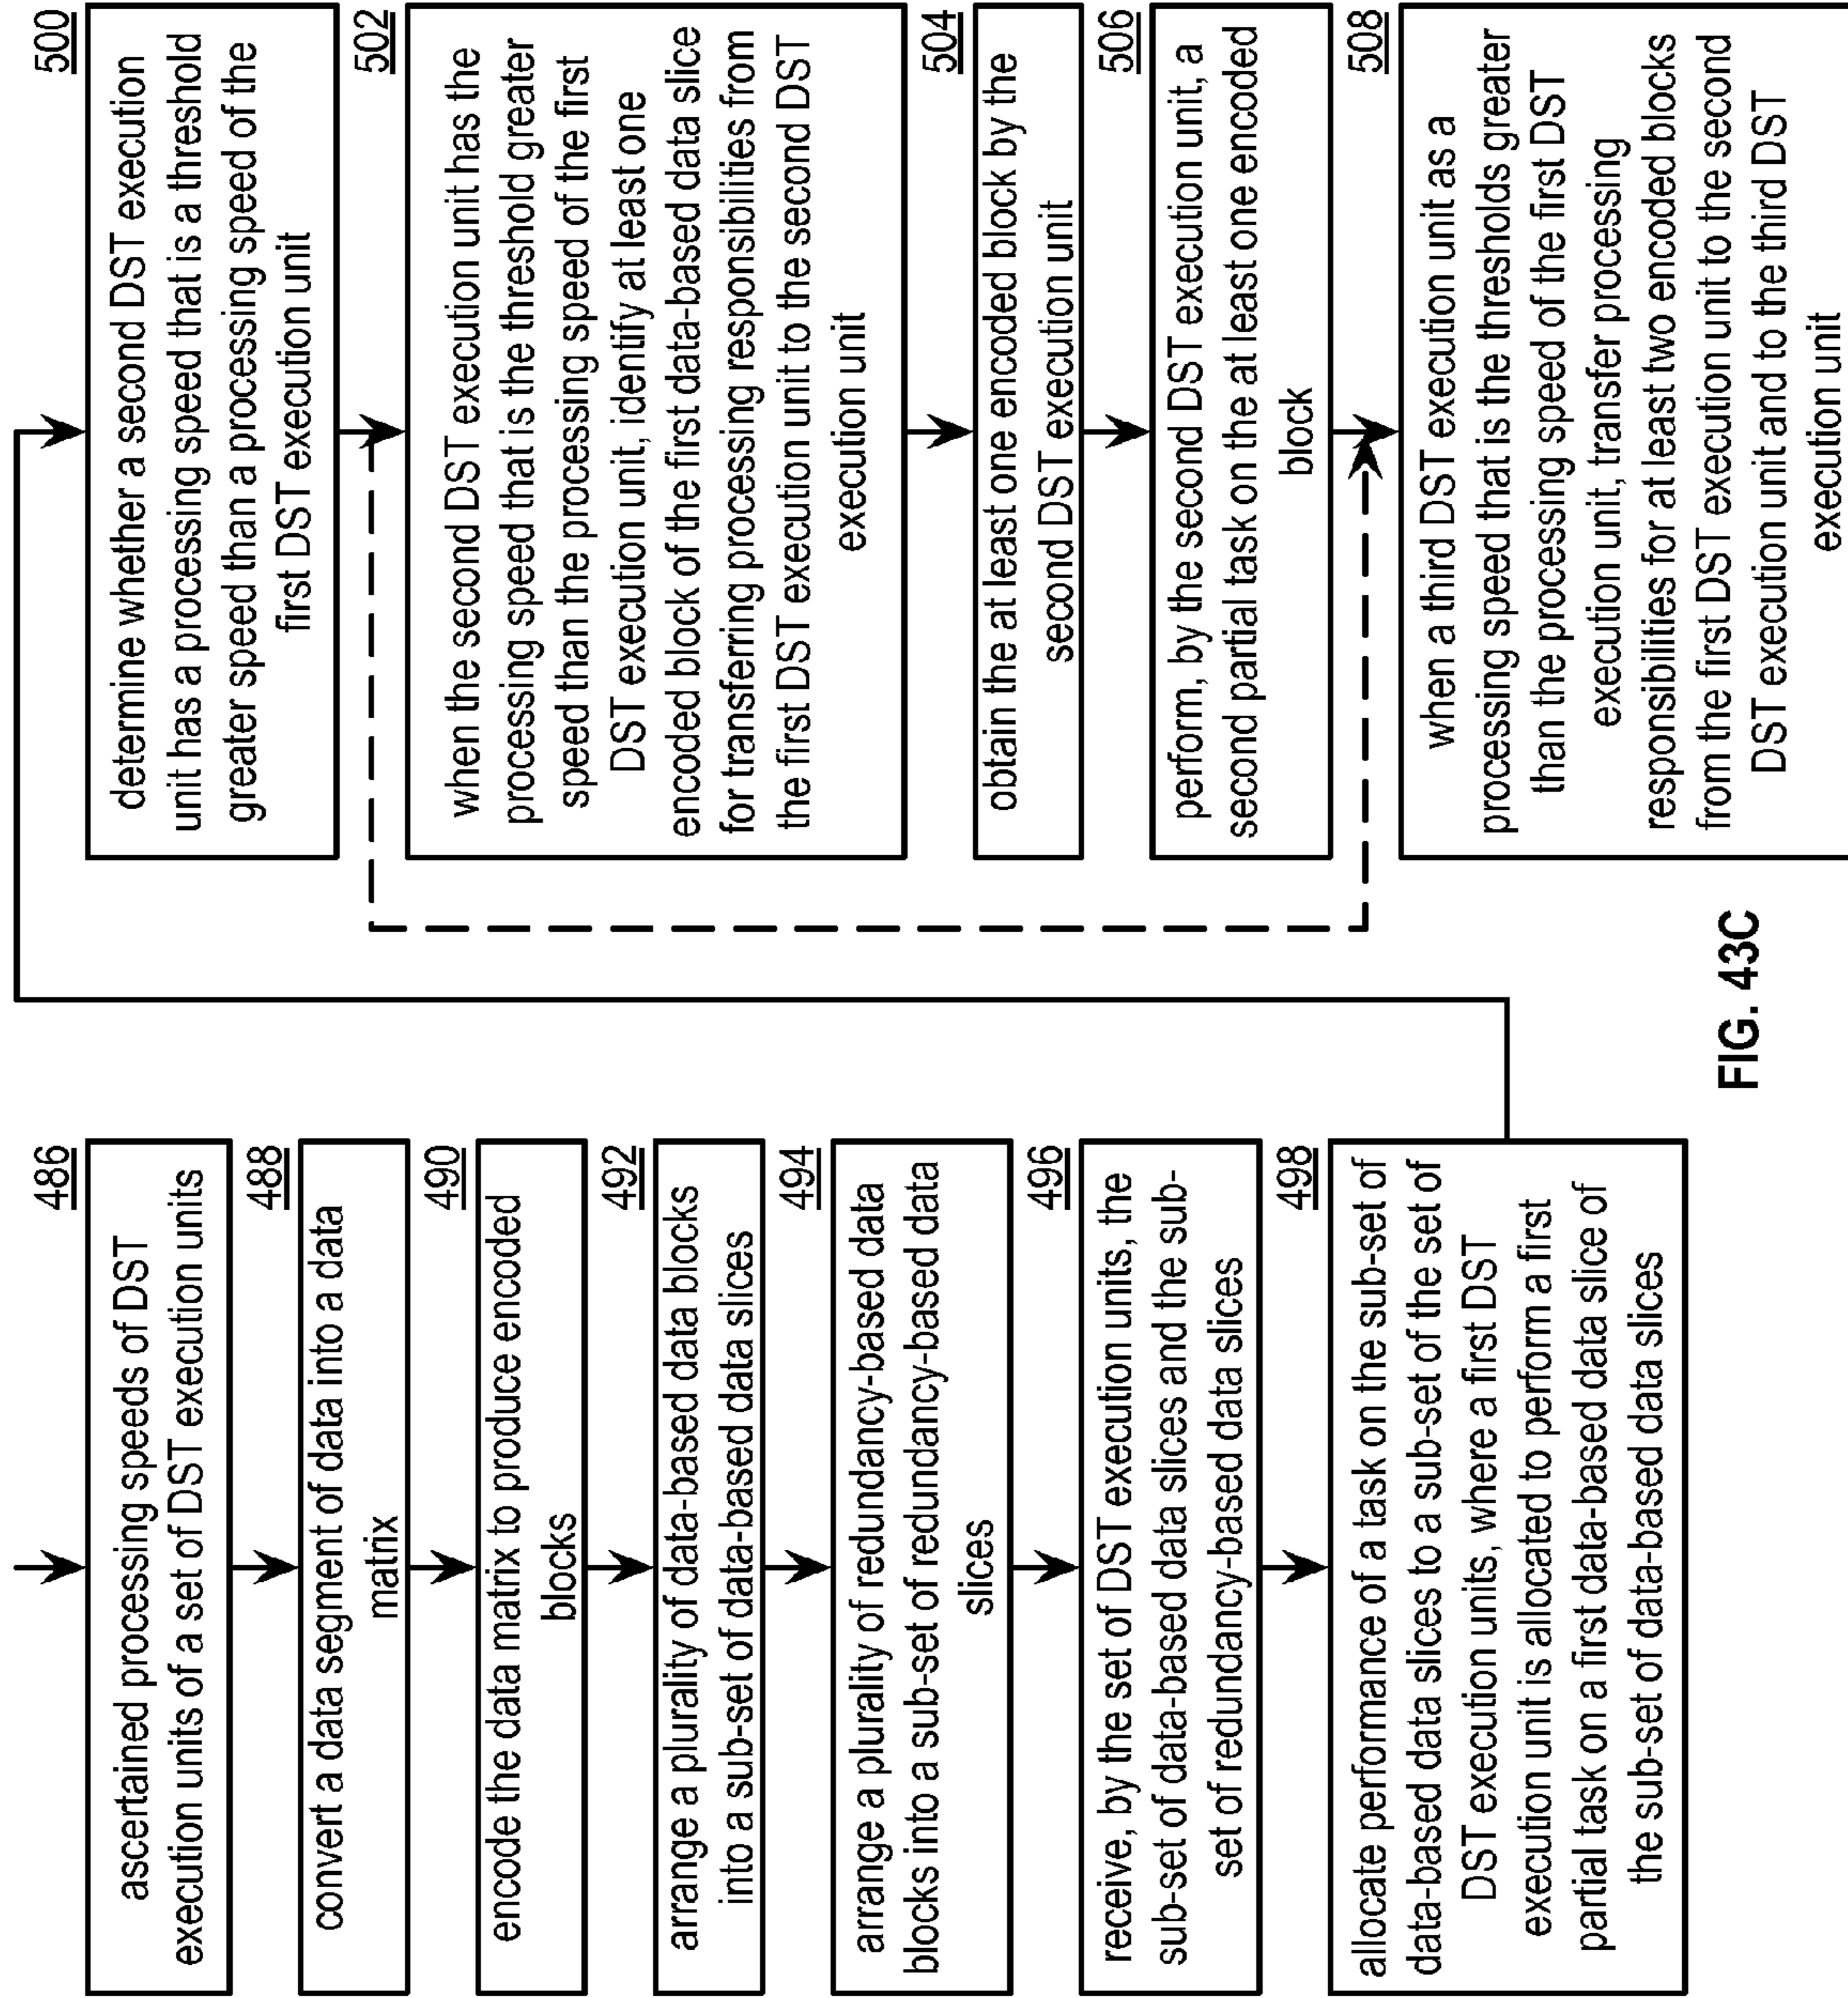 486
ascertained processing speeds of DST
execution units of a set of DST execution units
488
convert a data segment of data into a data
matrix
490
encode the data matrix to produce encoded
blocks
492
arrange a plurality of data-based data blocks
into a sub-set of data-based data slices
494
arrange a plurality of redundancy-based data
blocks into a sub-set of redundancy-based data
slices
496
receive, by the set of DST execution units, the
sub-set of data-based data slices and the sub-
set of redundancy-based data slices
498
allocate performance of a task on the sub-set of
data-based data slices to a sub-set of the set of
DST execution units, where a first DST
execution unit is allocated to perform a first
partial task on a first data-based data slice of
the sub-set of data-based data slices
500
determine whether a second DST execution
unit has a processing speed that is a threshold
greater speed than a processing speed of the
first DST execution unit
502
when the second DST execution unit has the
processing speed that is the threshold greater
speed than the processing speed of the first
DST execution unit, identify at least one
encoded block of the first data-based data slice
for transferring processing responsibilities from
the first DST execution unit to the second DST
execution unit
504
obtain the at least one encoded block by the
second DST execution unit
506
perform, by the second DST execution unit, a
second partial task on the at least one encoded
block
508
when a third DST execution unit as a
processing speed that is the thresholds greater
than the processing speed of the first DST
execution unit, transfer processing
responsibilities for at least two encoded blocks
from the first DST execution unit to the second
DST execution unit and to the third DST
execution unit
FIG. 43C